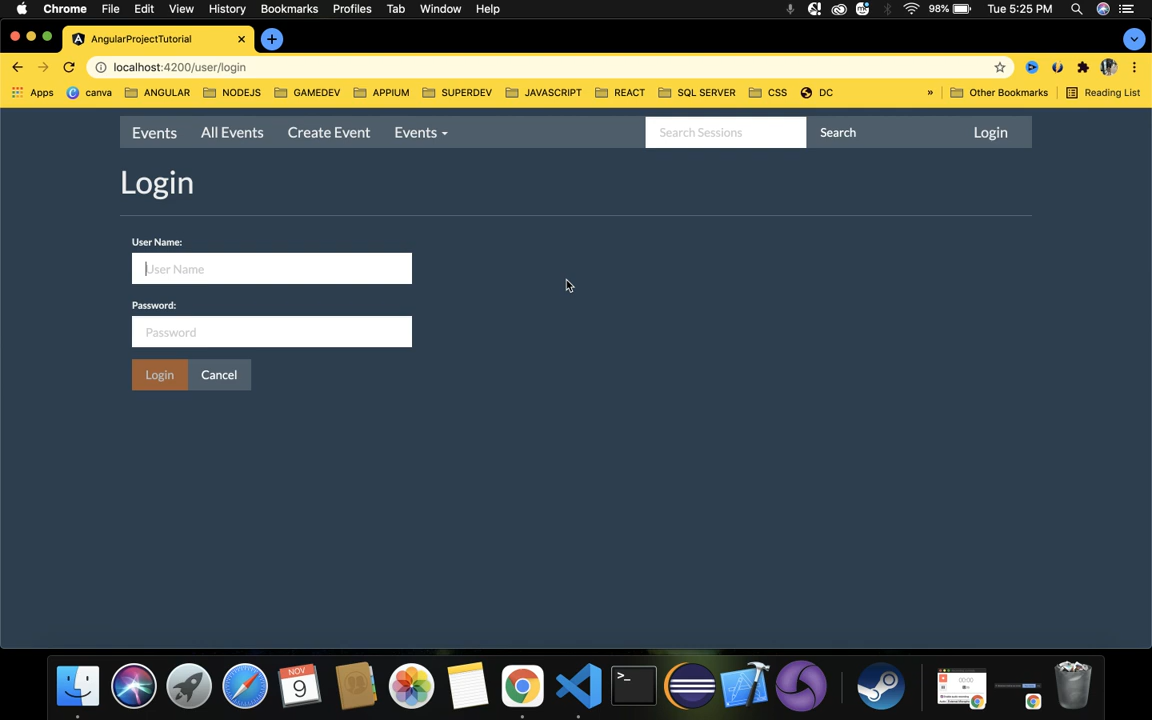 Chrome File Edit View History Bookmarks Profiles Tab Window Help 98% Tue 5:25 PM
AngularProjectTutorial
localhost:4200/user/login
Apps canva ANGULAR NODEJS GAMEDEV APPIUM SUPERDEV JAVASCRIPT REACT SQL SERVER CSS DC » Other Bookmarks Reading List
Events All Events Create Event Events Search Sessions Search Login
Login
User Name:
User Name
Password:
Password
Login Cancel
NOV
9
00:00